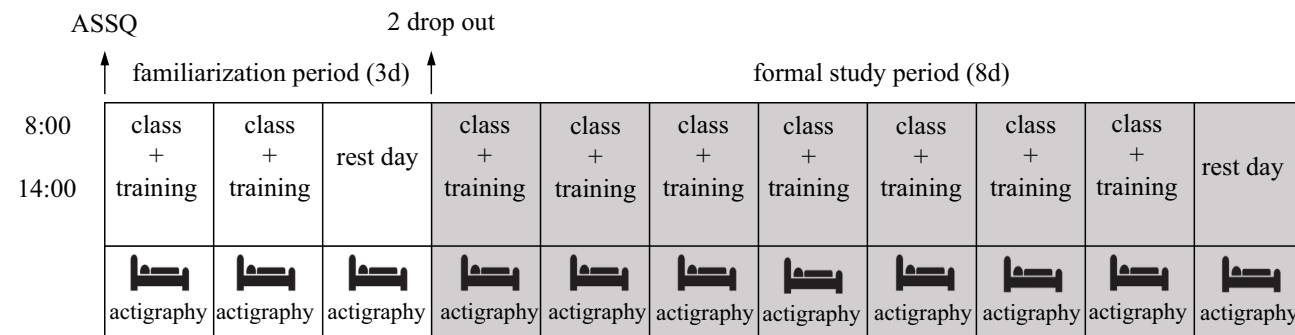 ASSQ 2 drop out
familiarization period (3d) formal study period (8d)
8:00 class class class class class class class class class
+ + rest day + + + + + + + rest day
14:00 training training training training training training training training training
actigraphy actigraphy actigraphy actigraphy actigraphy actigraphy actigraphy actigraphy actigraphy actigraphy actigraphy